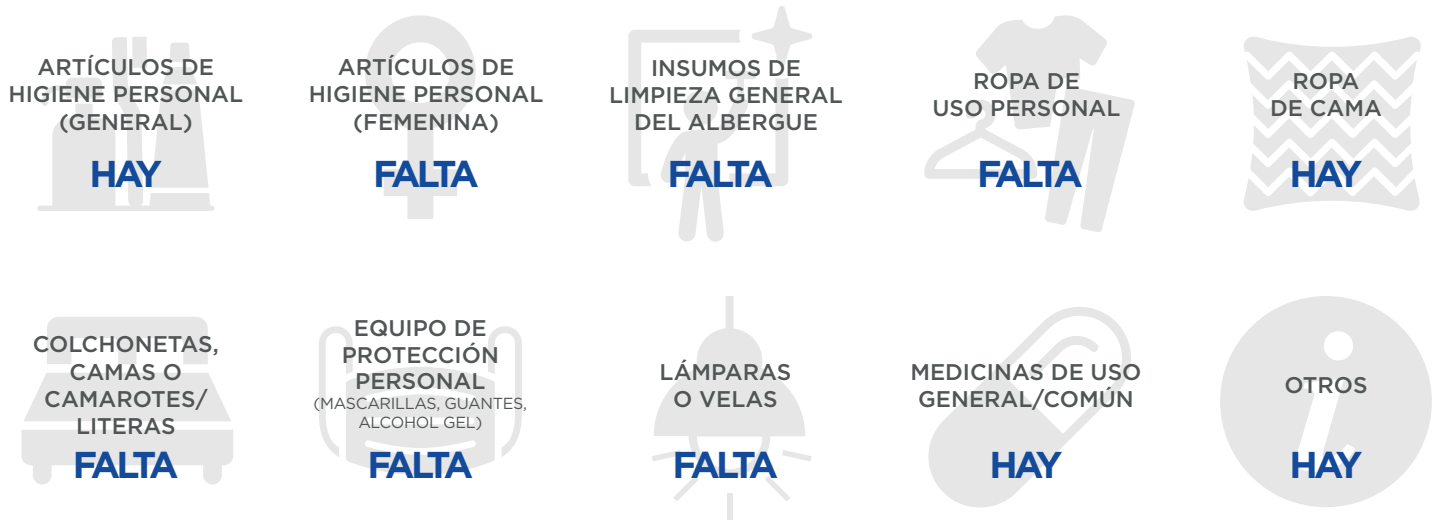 ARTÍCULOS DE
HIGIENE PERSONAL
(GENERAL)
HAY
ARTÍCULOS DE
HIGIENE PERSONAL
(FEMENINA)
FALTA
INSUMOS DE
LIMPIEZA GENERAL
DEL ALBERGUE
FALTA
ROPA DE
USO PERSONAL
FALTA
ROPA
DE CAMA
HAY
COLCHONETAS,
CAMAS O
CAMAROTES/
LITERAS
FALTA
EQUIPO DE
PROTECCIÓN
PERSONAL
(MASCARILLAS, GUANTES,
ALCOHOL GEL)
FALTA
LÁMPARAS
O VELAS
FALTA
MEDICINAS DE USO
GENERAL/COMÚN
HAY
OTROS
HAY